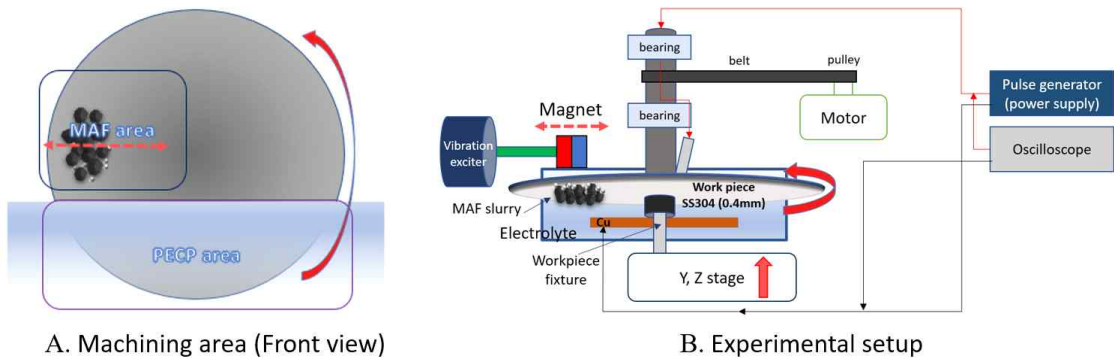 MAF area
PECP area
A. Machining area (Front view)
bearing
belt
pulley
bearing
Motor
Pulse generator
(power supply)
Oscilloscope
Magnet
Vibration
exciter
Work piece
SS304 (0.4mm)
MAF slurry
Cu
Electrolyte
Workpiece
fixture
Y, Z stage
B. Experimental setup